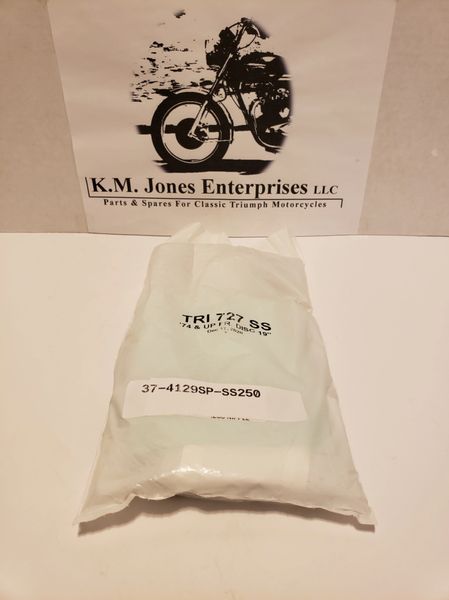 K.M. Jones Enterprises LLC
Parts & Spares For Classic Triumph Motorcycles
TRI 727 SS
'74 & UP FR. DISC 19"
37-4129SP-SS250